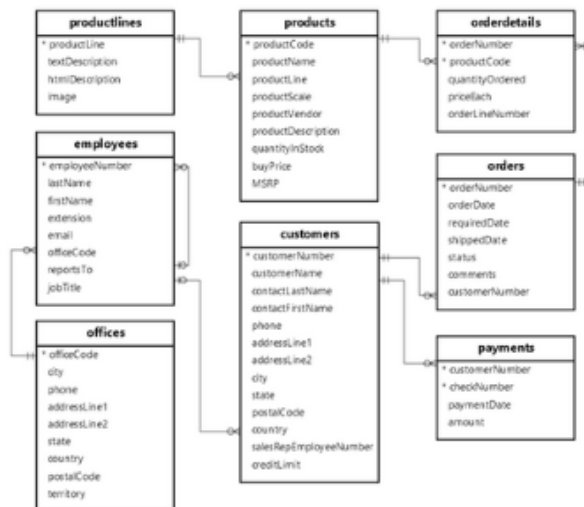 productlines
* productLine
textDescription
htmlDescription
image
products
* productCode
productName
productLine
productScale
productVendor
productDescription
quantityInStock
buyPrice
MSRP
orderdetails
* orderNumber
* productCode
quantityOrdered
priceEach
orderLineNumber
employees
* employeeNumber
lastName
firstName
extension
email
officeCode
reportsTo
jobTitle
customers
* customerNumber
customerName
contactLastName
contactFirstName
phone
addressLine1
addressLine2
city
state
postalCode
country
salesRepEmployeeNumber
creditLimit
orders
* orderNumber
orderDate
requiredDate
shippedDate
status
comments
customerNumber
offices
* officeCode
city
phone
addressLine1
addressLine2
state
country
postalCode
territory
payments
* customerNumber
* checkNumber
paymentDate
amount